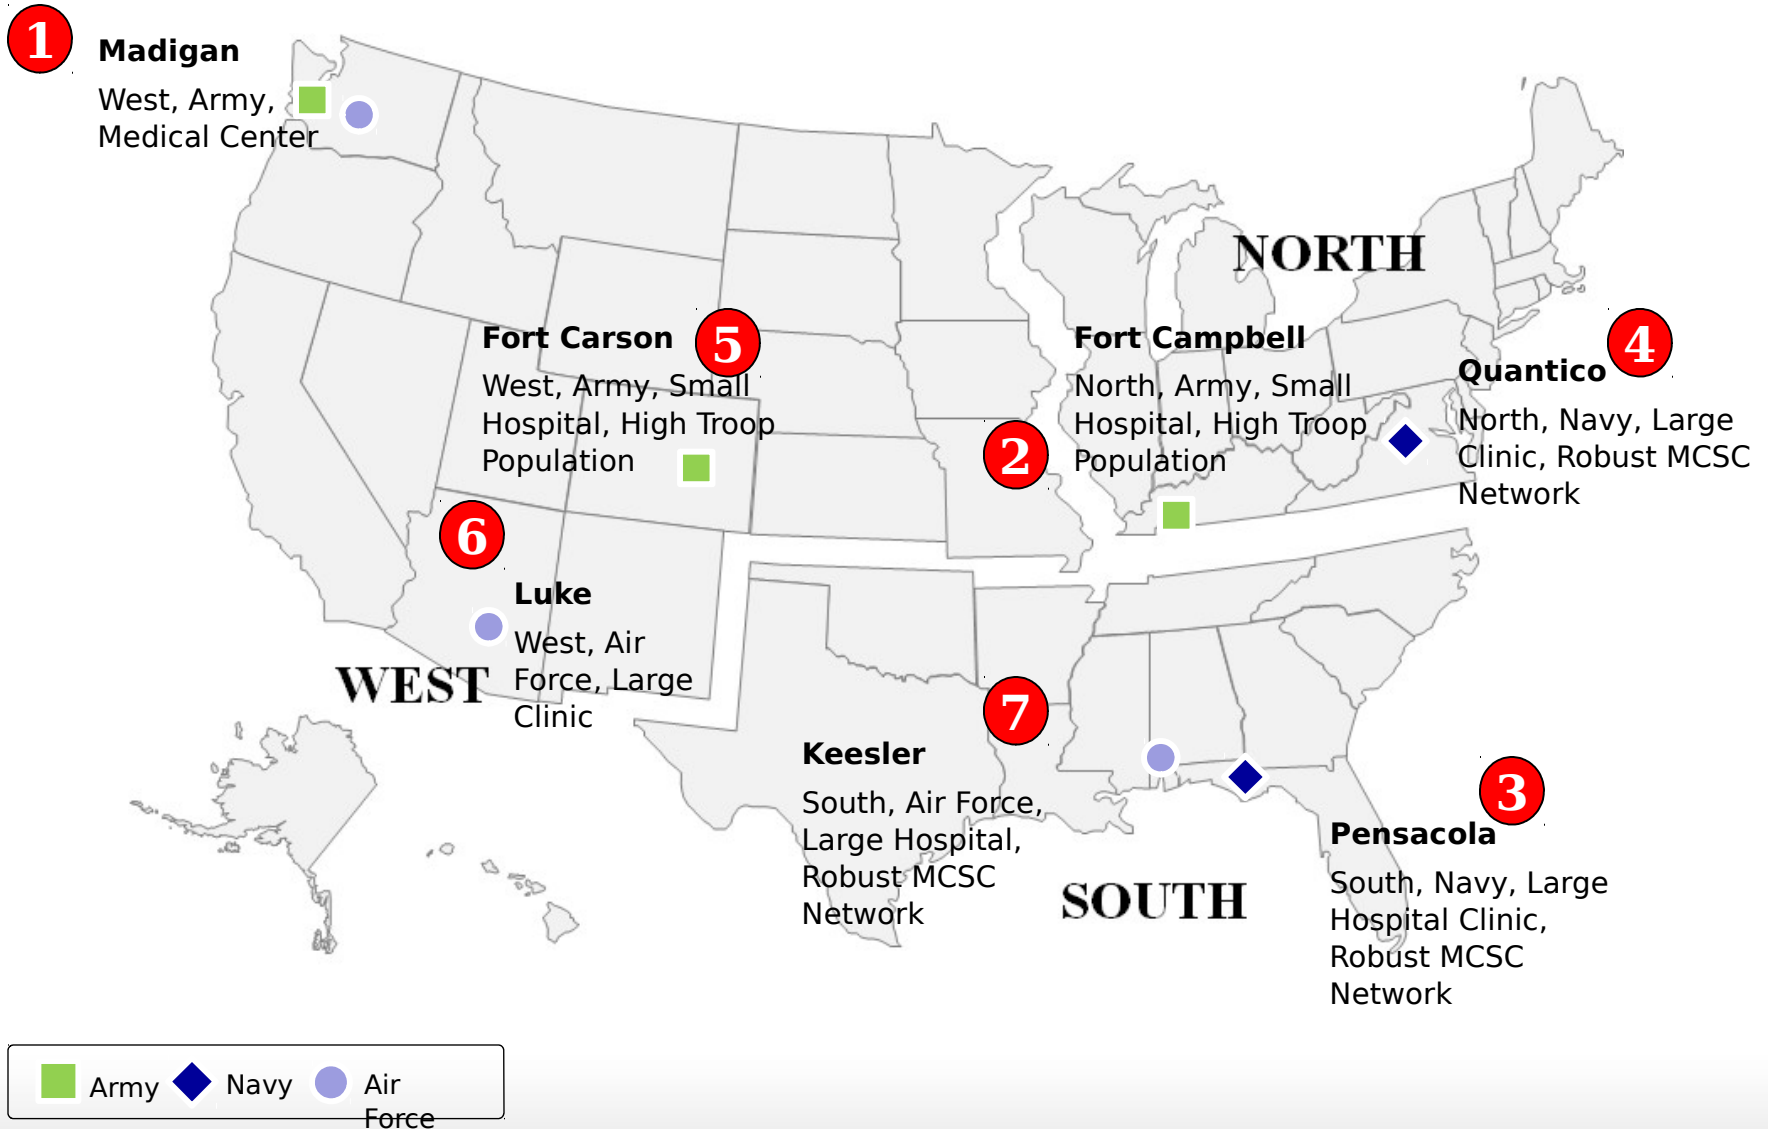 1
Madigan
West, Army,
Medical Center
NORTH
Fort Carson
5
West, Army, Small
Hospital, High Troop
Population
2
Fort Campbell
North, Army, Small
Hospital, High Troop
Population
4
Quantico
North, Navy, Large
Clinic, Robust MCSC
Network
6
Luke
West, Air
Force, Large
Clinic
WEST
7
Keesler
South, Air Force,
Large Hospital,
Robust MCSC
Network
SOUTH
3
Pensacola
South, Navy, Large
Hospital Clinic,
Robust MCSC
Network
Army
Navy
Air
Force